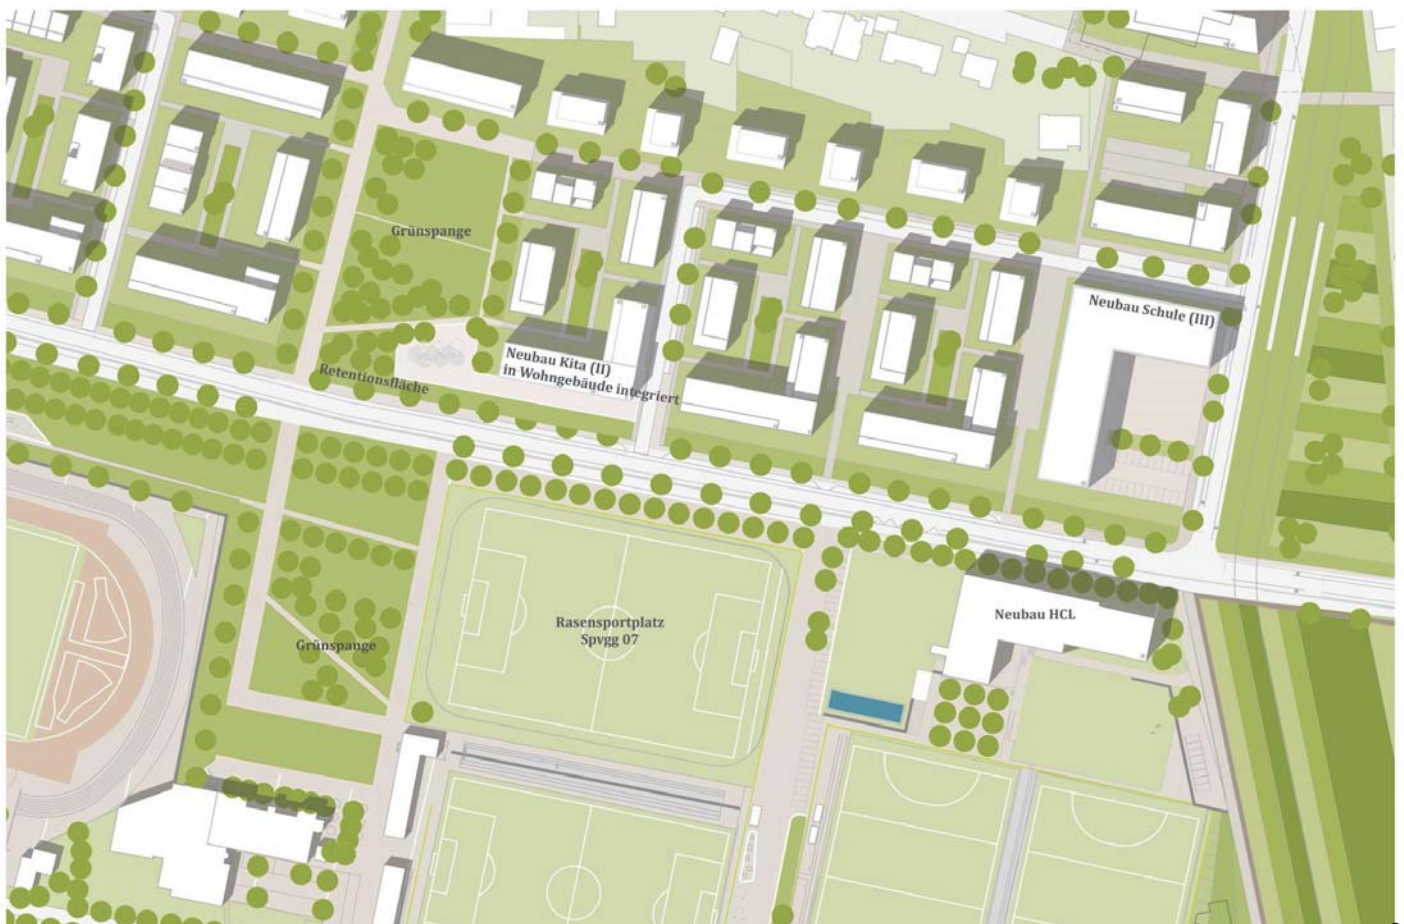 Grünspange
Neubau Schule (III)
Neubau Kita (II)
in Wohngebäude integriert
Retentionsfläche
Rasensportplatz
Spvgg 07
Neubau HCL
Grünspange